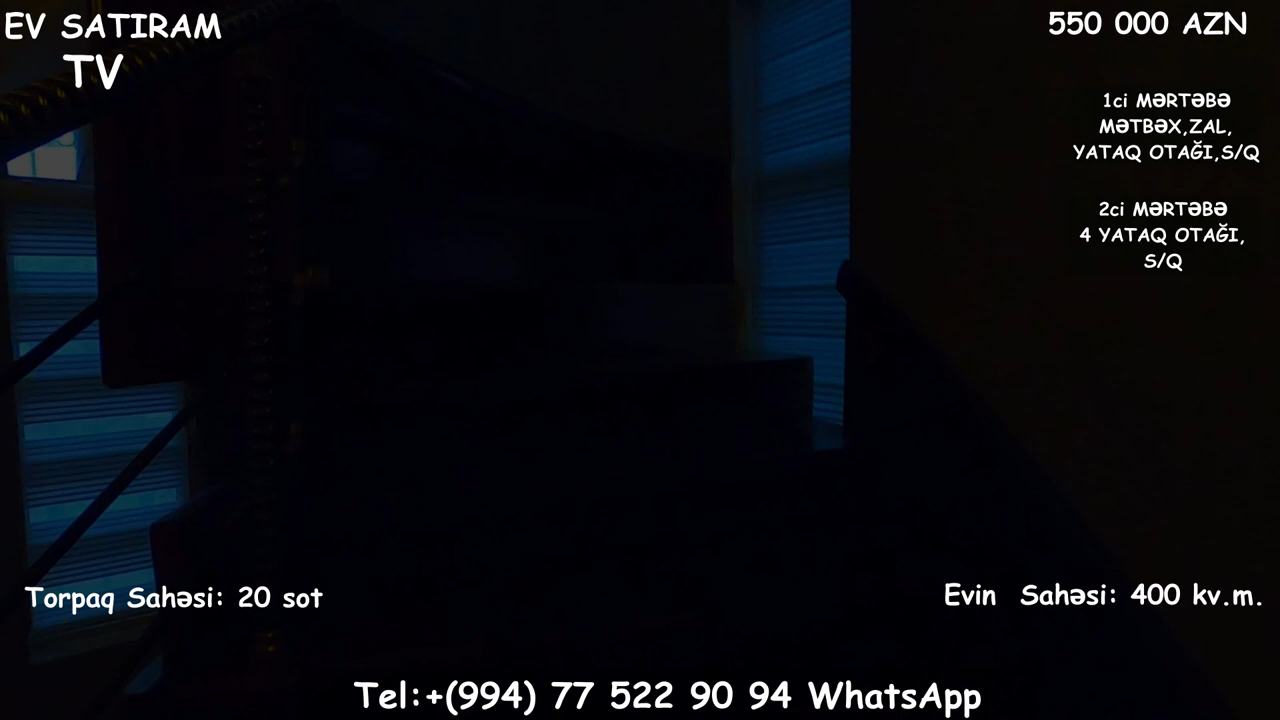 EV SATIRAM
TV
550 000 AZN
1ci MƏRTƏBƏ
MƏTBƏX,ZAL,
YATAQ OTAĞI,S/Q
2ci MƏRTƏBƏ
4 YATAQ OTAĞI,
S/Q
Torpaq Sahəsi: 20 sot
Evin Sahəsi: 400 kv.m.
Tel:+(994) 77 522 90 94 WhatsApp